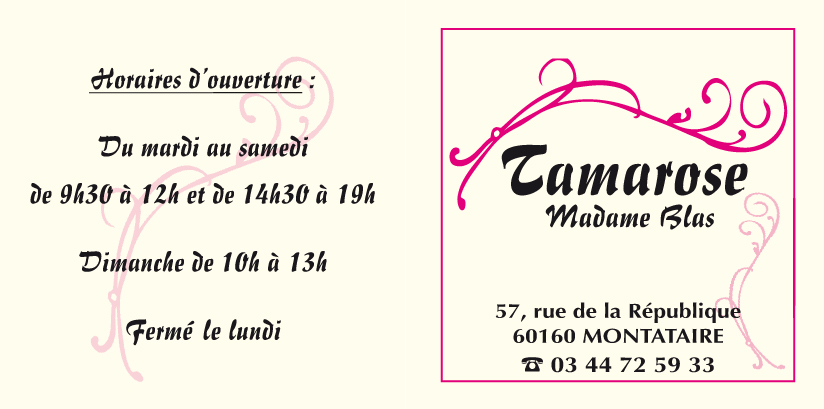 Horaires d'ouverture :
Du mardi au samedi
de 9h30 à 12h et de 14h30 à 19h
Dimanche de 10h à 13h
Fermé le lundi
Tamarose
Madame Blas
57, rue de la République
60160 MONTATAIRE
☎ 03 44 72 59 33